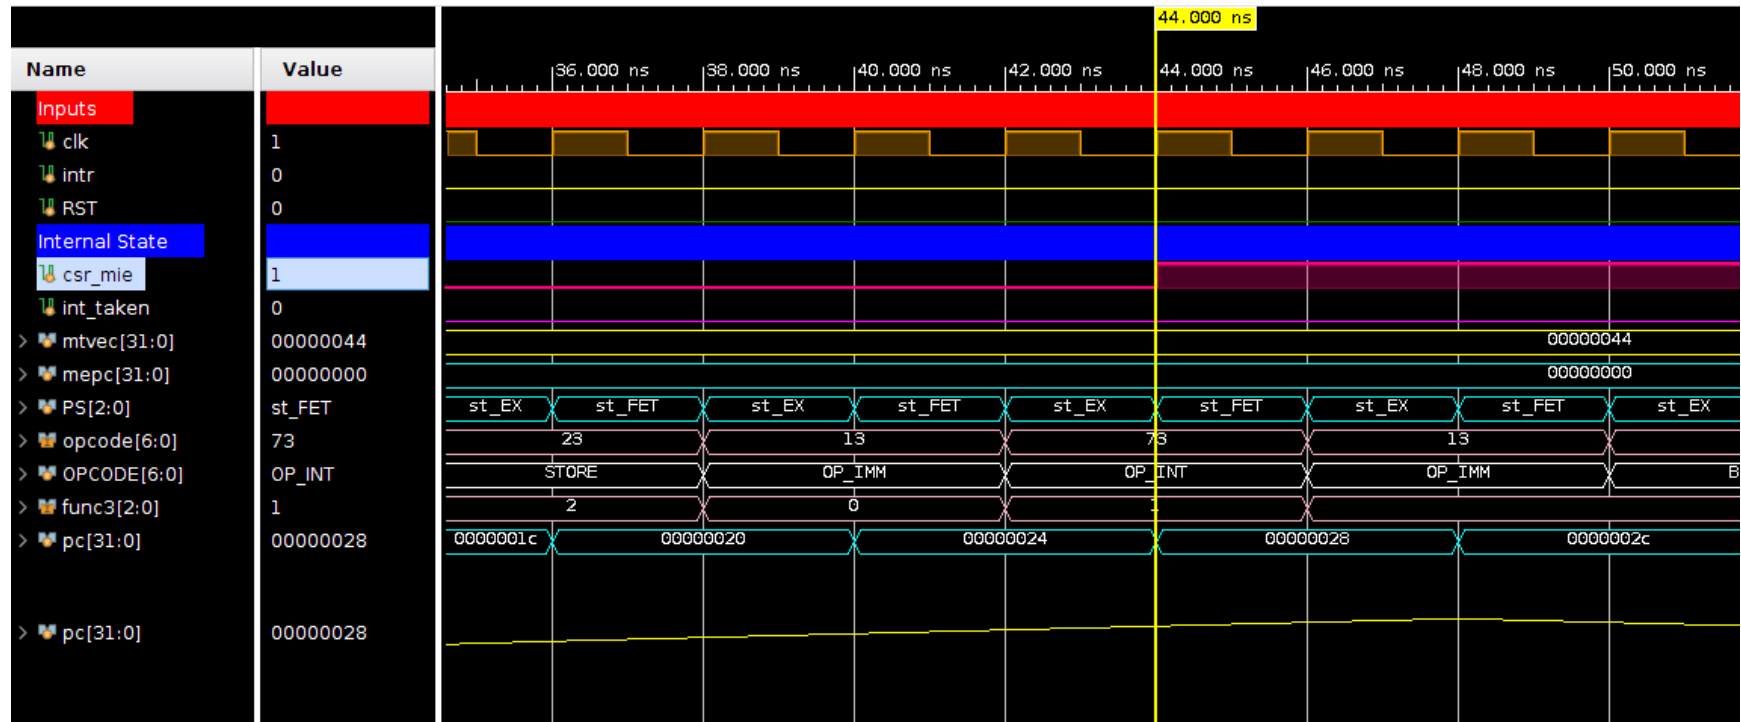 44.000 ns
Name Value 36.000 ns 38.000 ns 40.000 ns 42.000 ns 44.000 ns 46.000 ns 48.000 ns 50.000 ns
Inputs
clk 1
intr 0
RST 0
Internal State
csr_mie 1
int_taken 0
mtvec[31:0] 00000044 00000044
mepc[31:0] 00000000 00000000
PS[2:0] st_FET st_EX st_FET st_EX st_FET st_EX st_FET st_EX st_FET st_EX
opcode[6:0] 73 23 13 73 13
OPCODE[6:0] OP_INT STORE OP_IMM OP_INT OP_IMM B
func3[2:0] 1 2 0 1
pc[31:0] 00000028 0000001c 00000020 00000024 00000028 0000002c
pc[31:0] 00000028